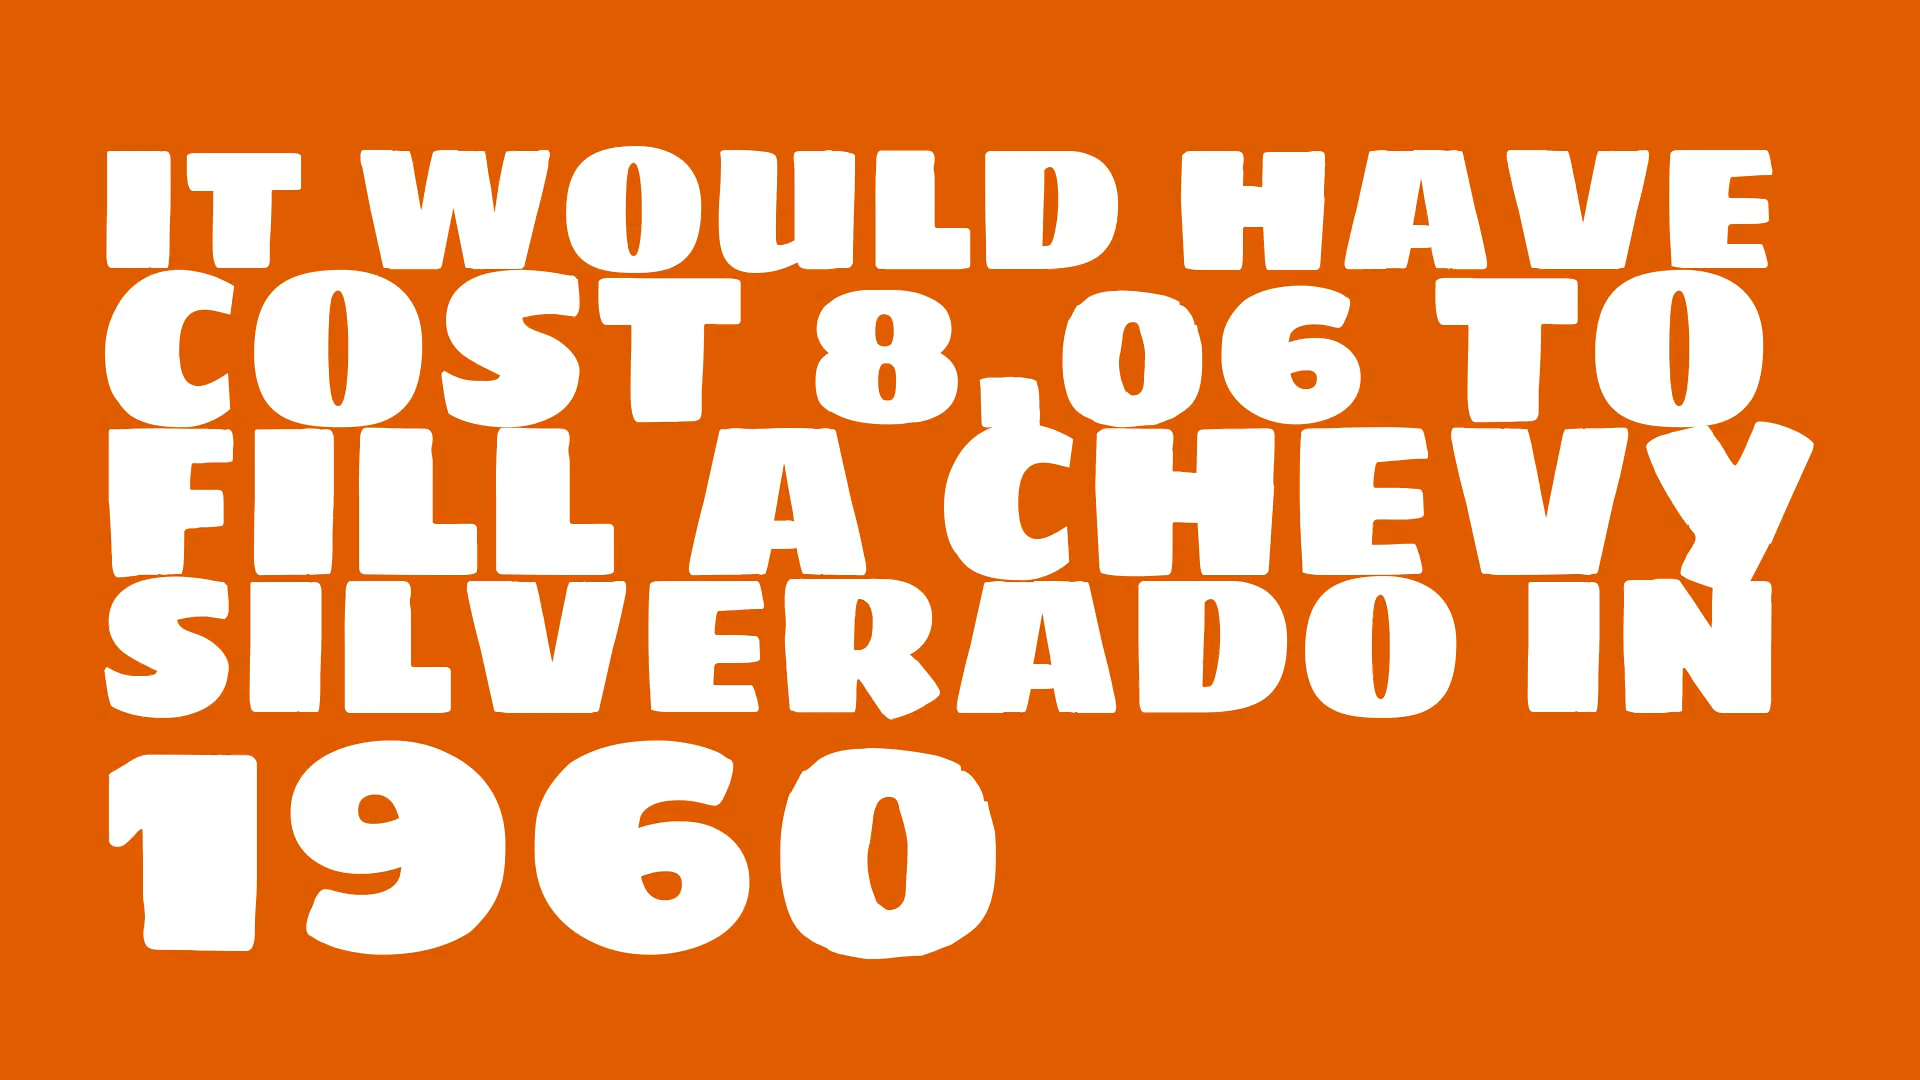 IT WOULD HAVE
COST 8.06 TO
FILL A CHEVY
SILVERADO IN
1960